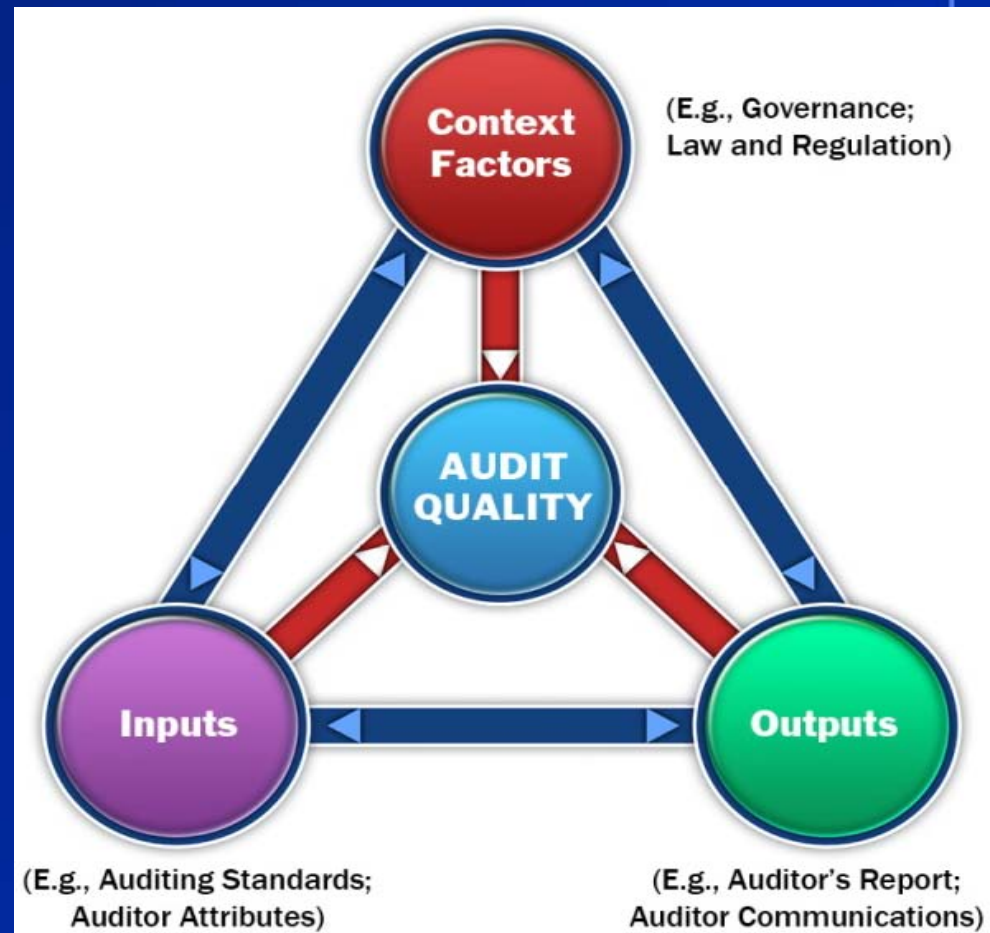 Context
Factors
(E.g., Governance;
Law and Regulation)
AUDIT
QUALITY
Inputs
Outputs
(E.g., Auditing Standards;
Auditor Attributes)
(E.g., Auditor's Report;
Auditor Communications)